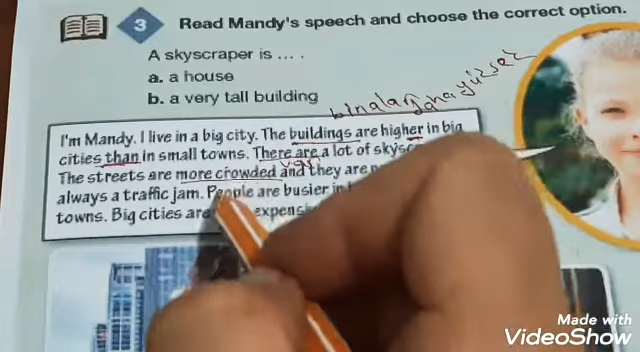 3 Read Mandy's speech and choose the correct option.
A skyscraper is ... .
a. a house
b. a very tall building
binalar daha yüksek
I'm Mandy. I live in a big city. The buildings are higher in big
cities than in small towns. There are a lot of
var
The streets are more crowded and they are
always a traffic jam. People are busier in
towns. Big cities are expensi
Made with
VideoShow